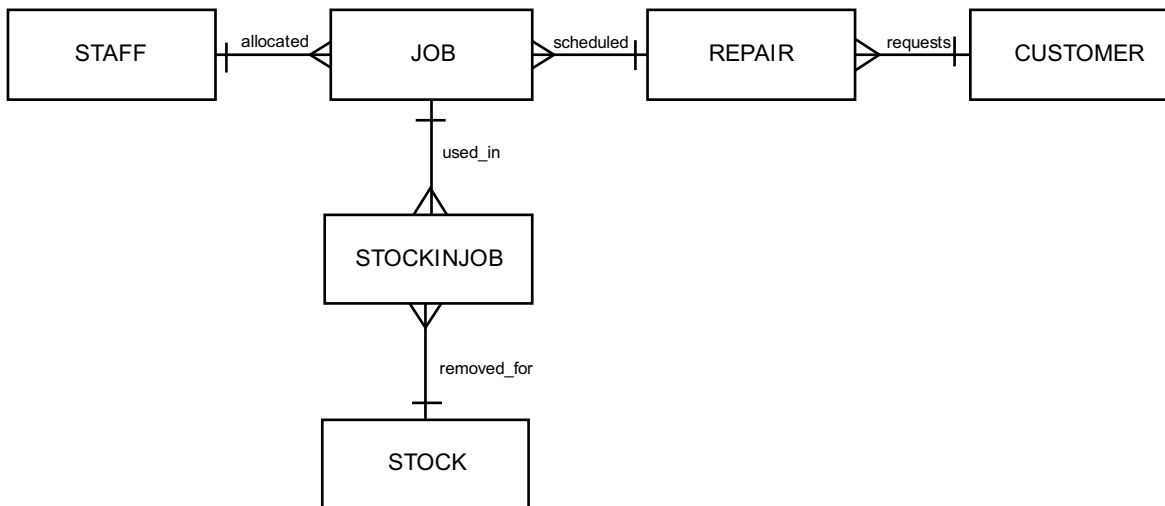 STAFF
allocated
JOB
scheduled
REPAIR
requests
CUSTOMER
used_in
STOCKINJOB
removed_for
STOCK